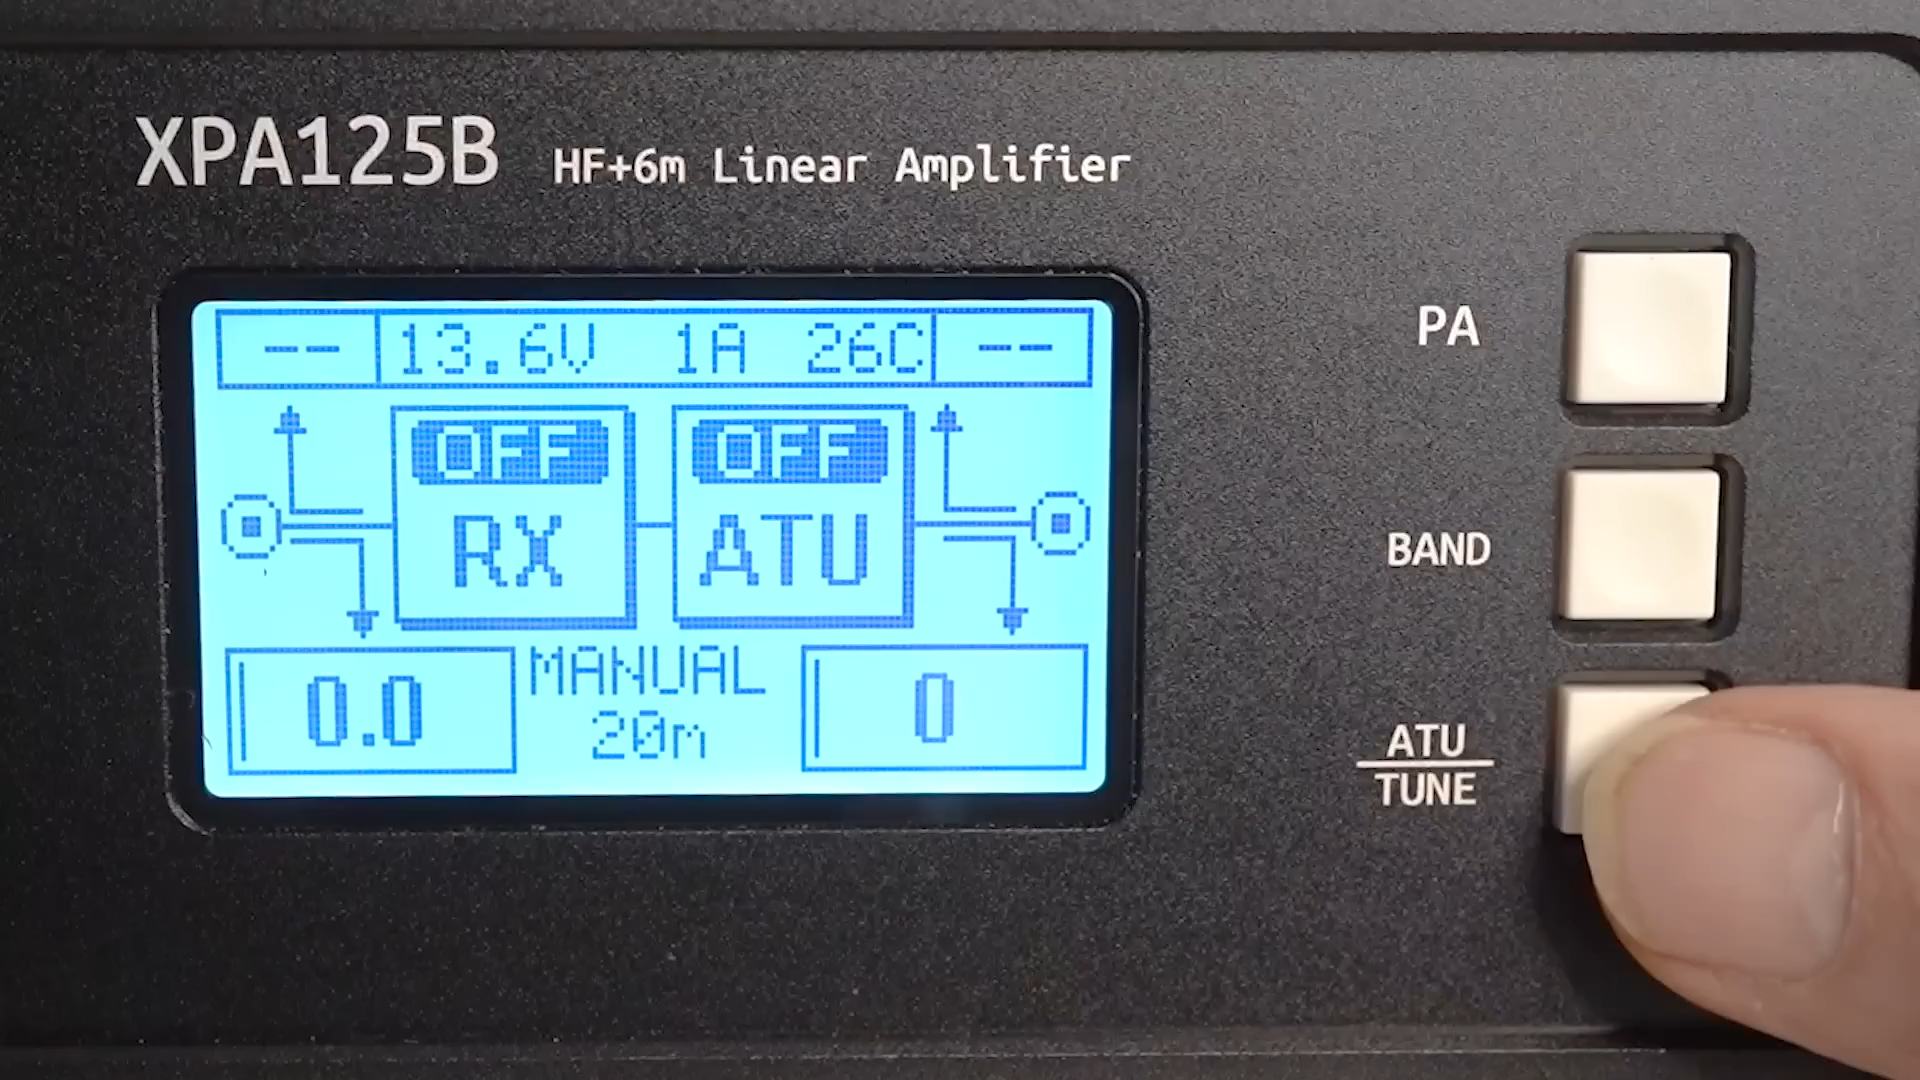 XPA125B HF+6m Linear Amplifier
-- 13.6V 1A 26C --
OFF OFF
RX ATU
0.0 MANUAL 0
20m
PA
BAND
ATU
TUNE